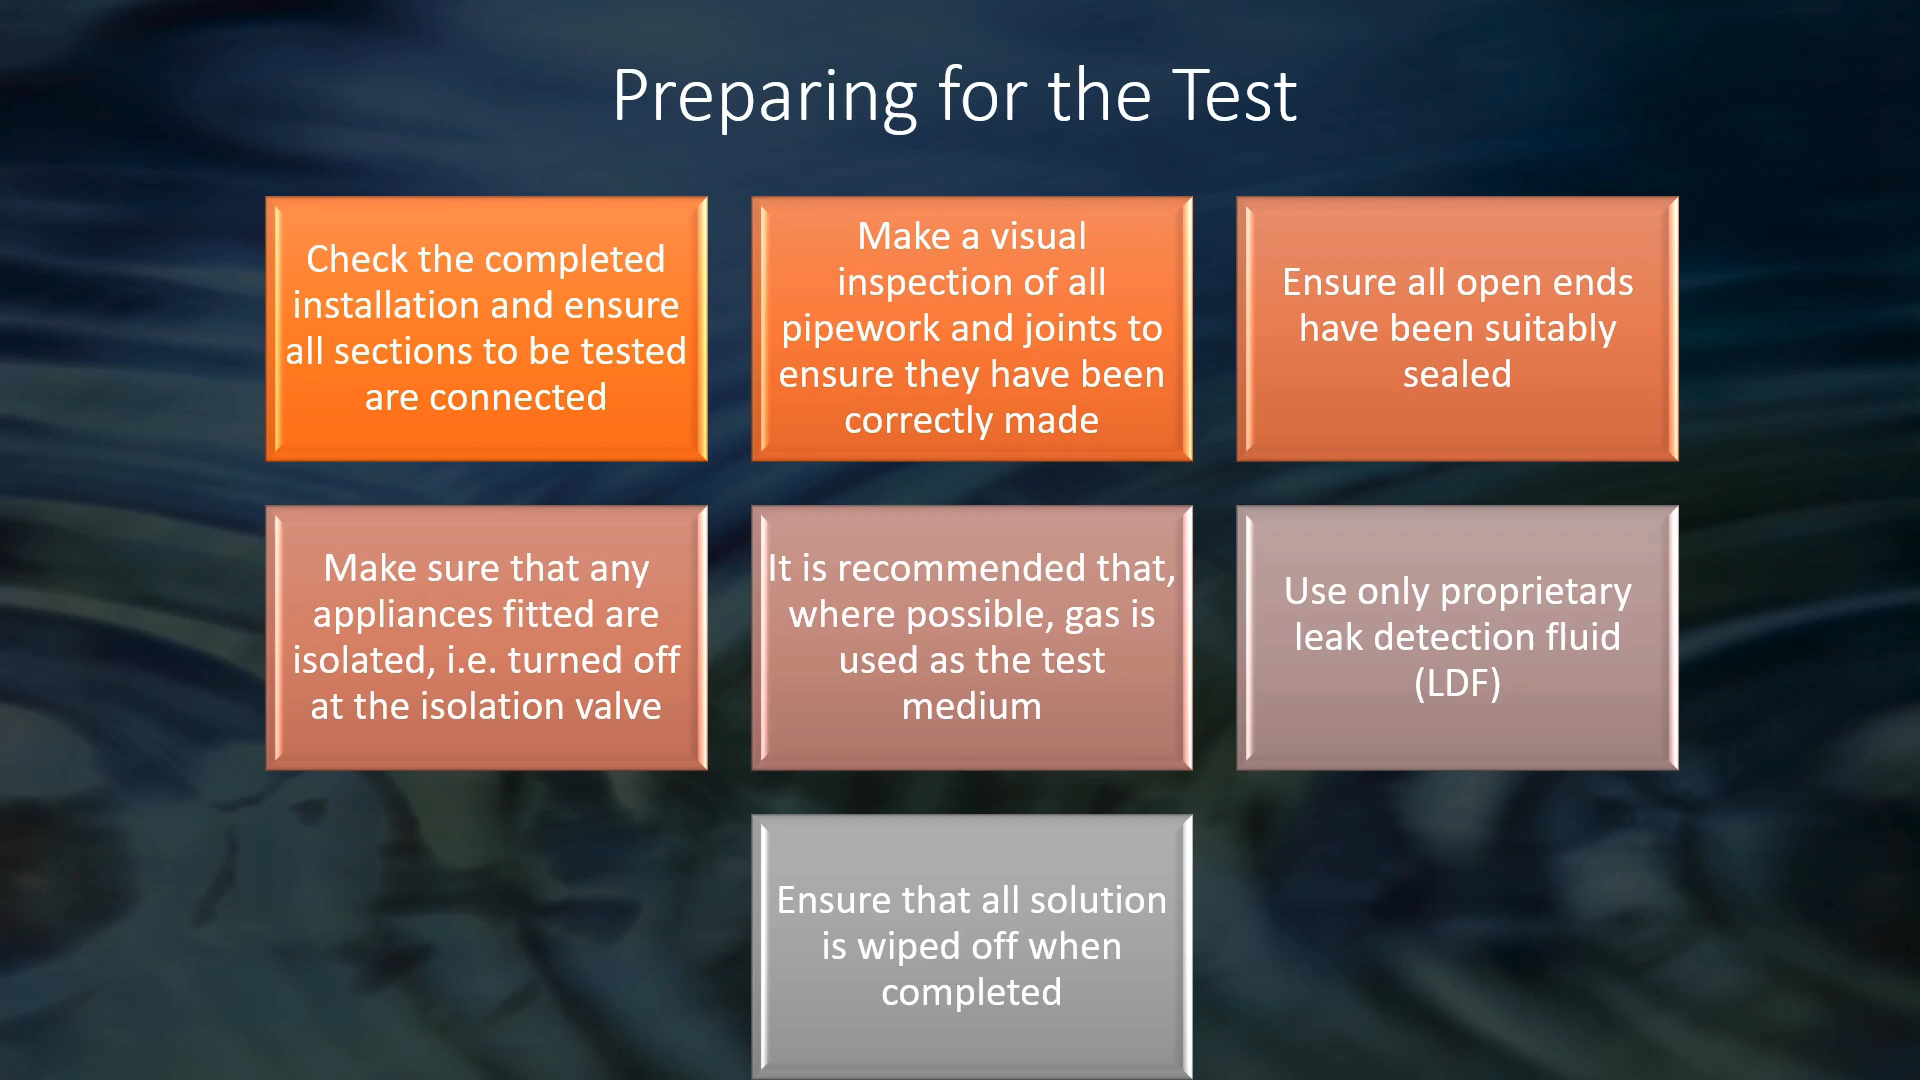 Preparing for the Test
Check the completed
installation and ensure
all sections to be tested
are connected
Make a visual
inspection of all
pipework and joints to
ensure they have been
correctly made
Ensure all open ends
have been suitably
sealed
Make sure that any
appliances fitted are
isolated, i.e. turned off
at the isolation valve
It is recommended that,
where possible, gas is
used as the test
medium
Use only proprietary
leak detection fluid
(LDF)
Ensure that all solution
is wiped off when
completed